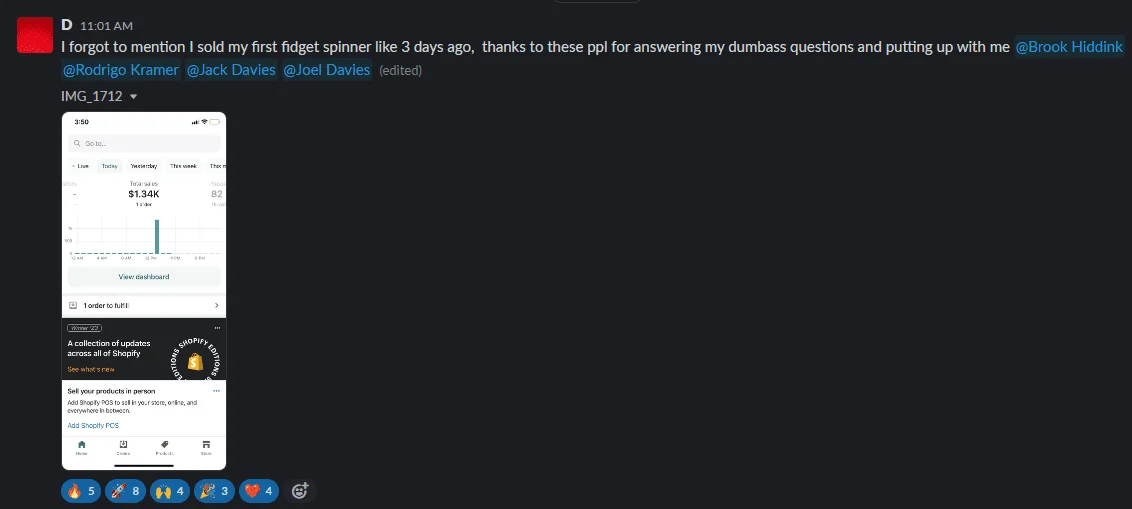 D 11:01 AM
I forgot to mention I sold my first fidget spinner like 3 days ago, thanks to these ppl for answering my dumbass questions and putting up with me @Brook Hiddink
@Rodrigo Kramer @Jack Davies @Joel Davies (edited)
IMG_1712
3:50
Go to...
Live Today Yesterday This week This m
Total sales
- $1.34K 82
1 order
1K
500
0
12 AM 4 AM 8 AM 12 PM 4 PM 8 PM
View dashboard
1 order to fulfill
Winter '23
A collection of updates
across all of Shopify
See what's new
SHOPIFY EDITIONS
Sell your products in person
Add Shopify POS to sell in your store, online, and
everywhere in between.
Add Shopify POS
Home Orders Products Store
5 8 4 3 4